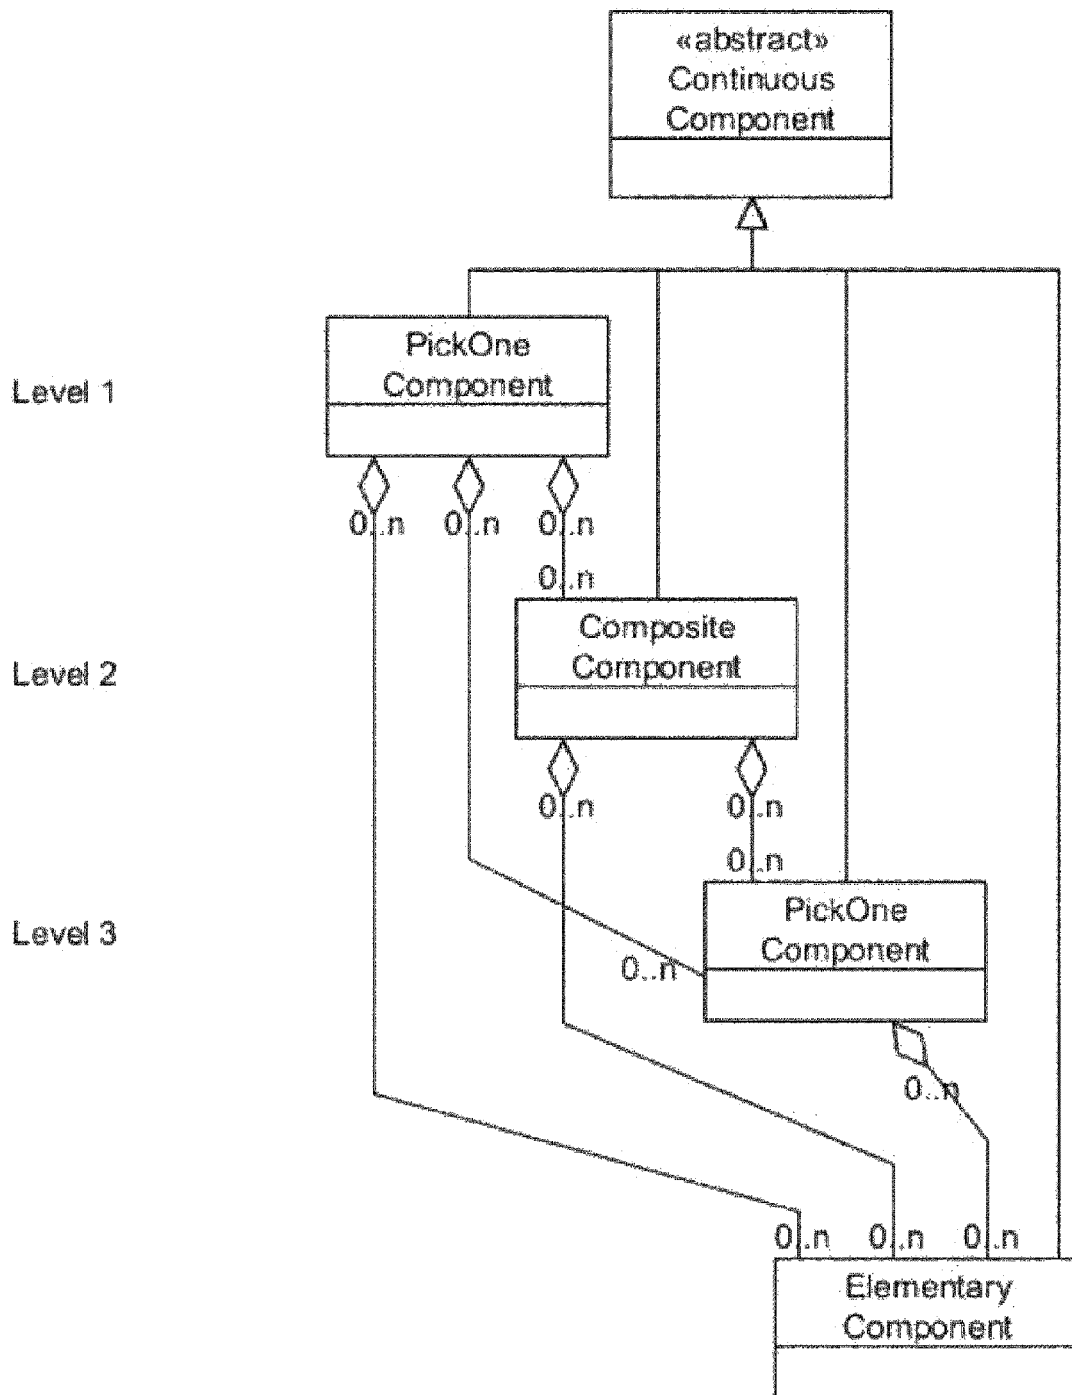 «abstract»
Continuous
Component
PickOne
Component
Level 1
0..n
0..n
0..n
0..n
Composite
Component
Level 2
0..n
0..n
0..n
PickOne
Component
Level 3
0..n
0..n
0..n
0..n
0..n
Elementary
Component